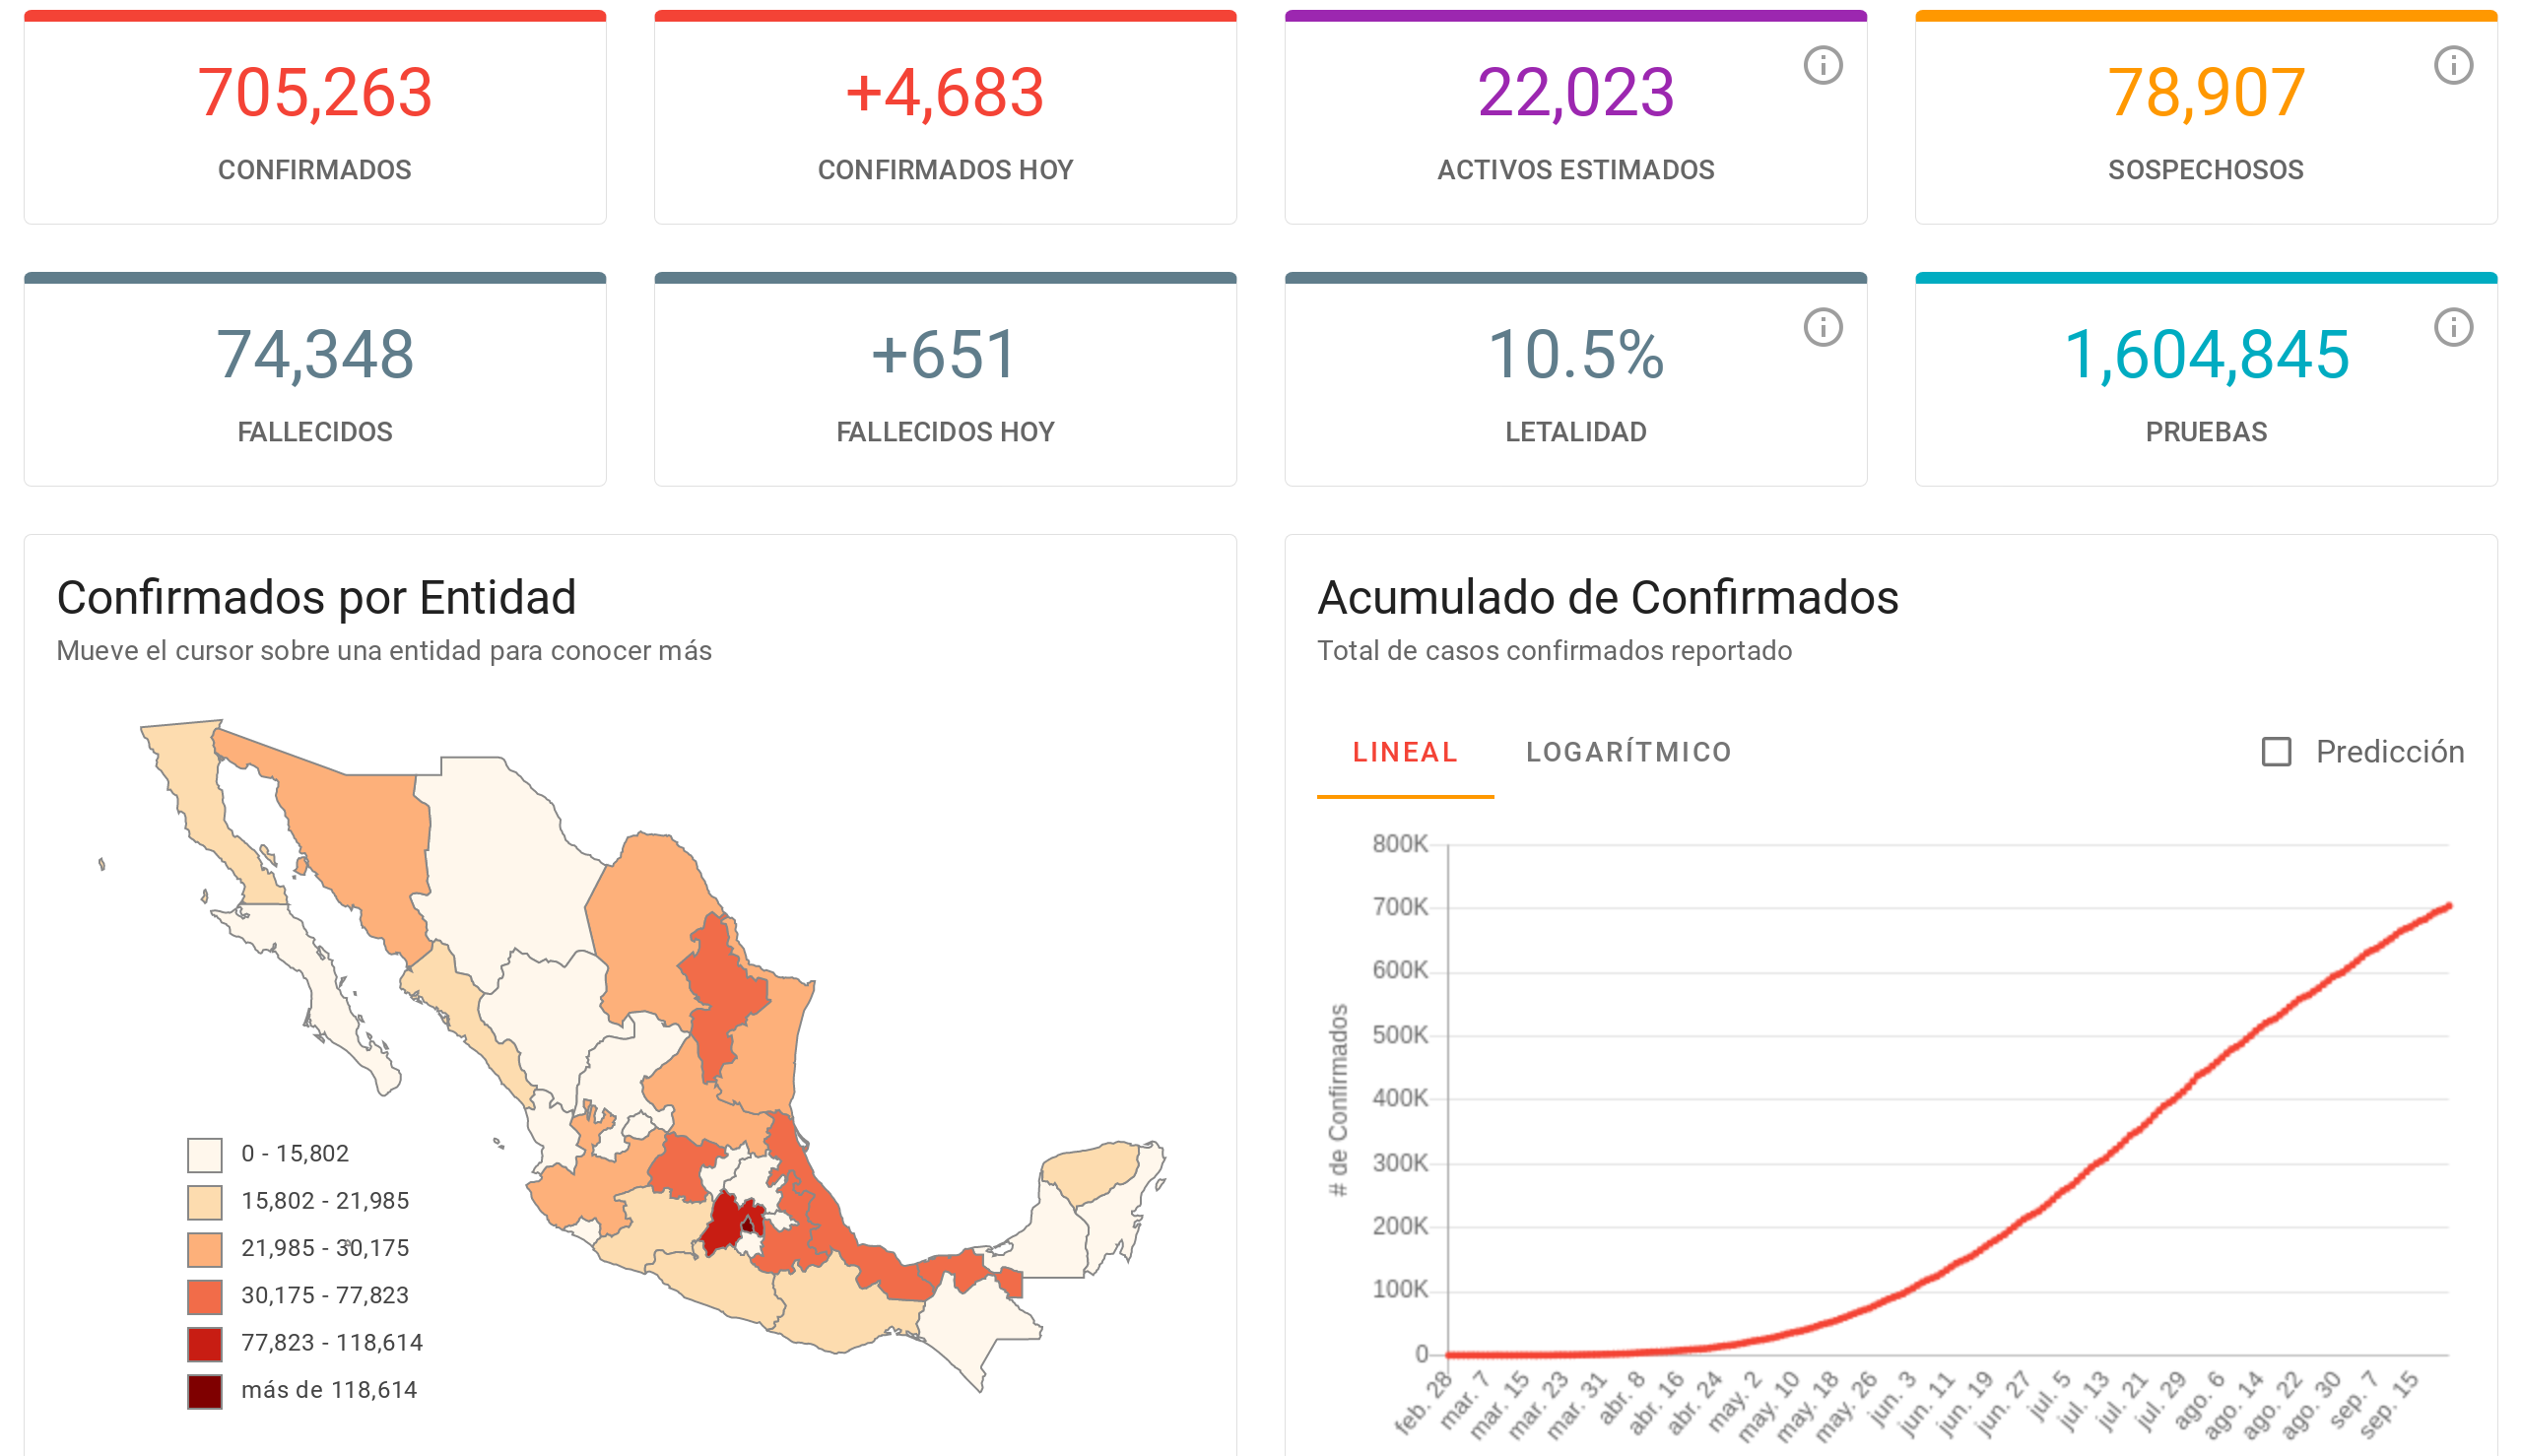 705,263
CONFIRMADOS
+4,683
CONFIRMADOS HOY
22,023
ACTIVOS ESTIMADOS
78,907
SOSPECHOSOS
74,348
FALLECIDOS
+651
FALLECIDOS HOY
10.5%
LETALIDAD
1,604,845
PRUEBAS
Confirmados por Entidad
Mueve el cursor sobre una entidad para conocer más
0 - 15,802
15,802 - 21,985
21,985 - 30,175
30,175 - 77,823
77,823 - 118,614
más de 118,614
Acumulado de Confirmados
Total de casos confirmados reportado
LINEAL
LOGARÍTMICO
Predicción
800K
700K
600K
500K
400K
300K
200K
100K
0
# de Confirmados
feb. 28
mar. 7
mar. 15
mar. 23
mar. 31
abr. 8
abr. 16
abr. 24
may. 2
may. 10
may. 18
may. 26
jun. 3
jun. 11
jun. 19
jun. 27
jul. 5
jul. 13
jul. 21
jul. 29
ago. 6
ago. 14
ago. 22
ago. 30
sep. 7
sep. 15